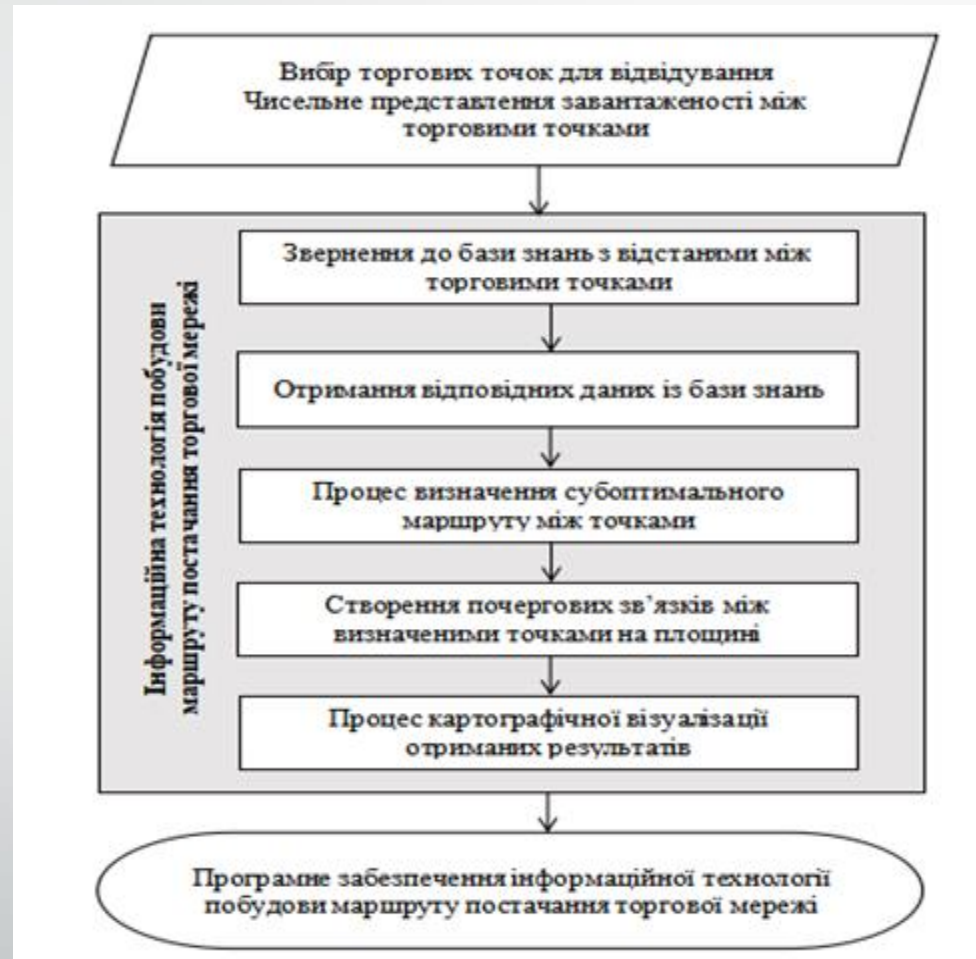 Вибір торгових точок для відвідування
Чисельне представлення завантаженості між
торговими точками
Інформаційна технологія побудови
маршруту постачання торгової мережі
Звернення до бази знань з відстанями між
торговими точками
Отримання відповідних даних із бази знань
Процес визначення субоптимального
маршруту між точками
Створення почергових зв’язків між
визначеними точками на площині
Процес картографічної візуалізації
отриманих результатів
Програмне забезпечення інформаційної технології
побудови маршруту постачання торгової мережі